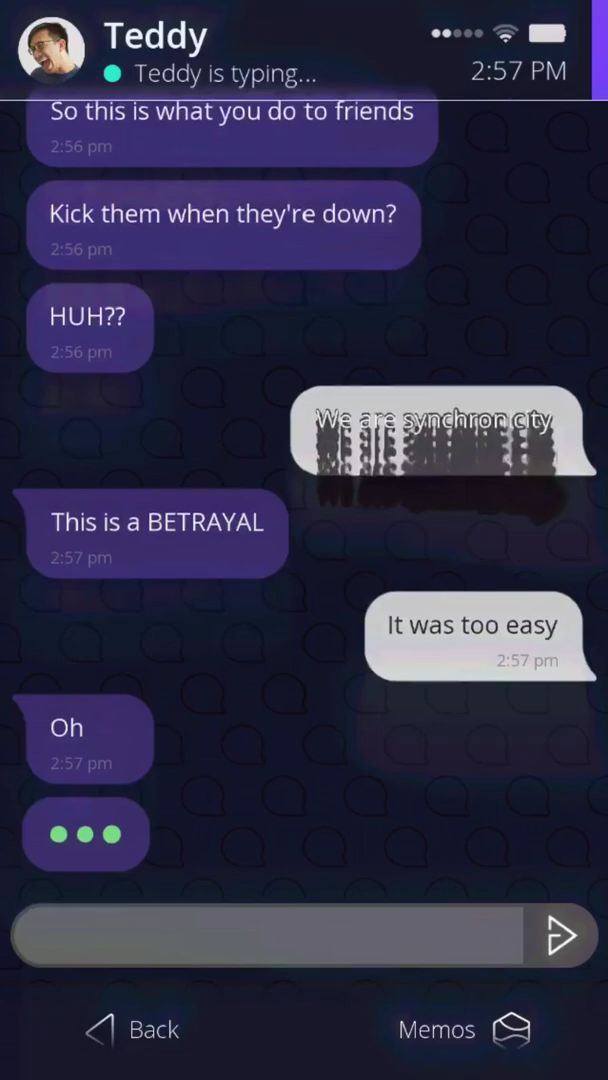 Teddy
Teddy is typing...
2:57 PM
So this is what you do to friends
2:56 pm
Kick them when they're down?
2:56 pm
HUH??
2:56 pm
We are synchronicity
This is a BETRAYAL
2:57 pm
It was too easy
2:57 pm
Oh
2:57 pm
Back
Memos